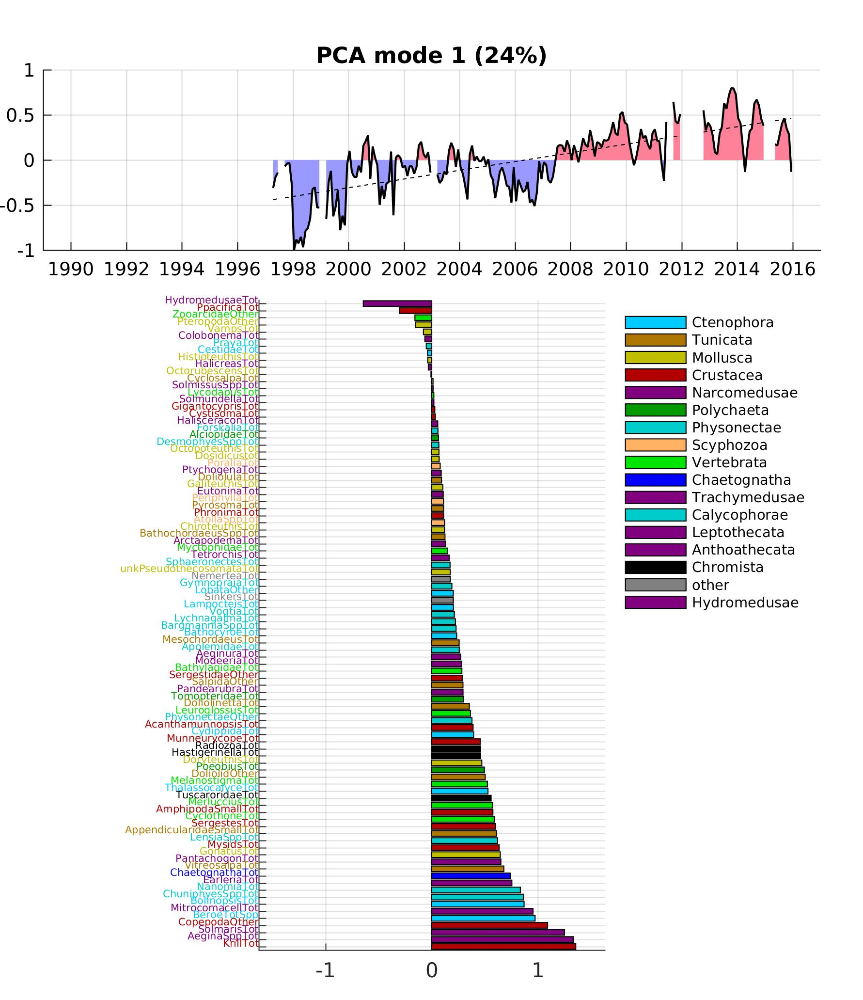 PCA mode 1 (24%)
1
0.5
0
-0.5
-1
1990 1992 1994 1996 1998 2000 2002 2004 2006 2008 2010 2012 2014 2016
HydromedusaeTot
PpacificaTot
ZooarcidaeOther
PteropodaOther
VampsTot
ColobonemaTot
PrayaTot
CestidaeTot
HistioteuthisTot
HalicreasTot
OctorubescensTot
CyclosalpaTot
SolmissusSppTot
LycodapusTot
SolmundellaTot
GigantocyprisTot
CystisomaTot
HalisceraconTot
ForskaliaTot
AlciopidaeTot
DesmophyesSppTot
OctopoteuthisTot
Dosidicustot
PoraliaTot
PtychogenaTot
DoliolulaTot
GaliteuthisTot
EutoninaTot
PeriphyllaTot
PyrosomaTot
PhronimaTot
AtollaSppTot
ChiroteuthisTot
BathochordaeusSppTot
ArctapodemaTot
MyctophidaeTot
TetrorchisTot
SphaeronectesTot
unkPseudothecosomataTot
NemerteaTot
GymnopraiaTot
LobataOther
SinkersTot
LampocteisTot
VogtiaTot
LychnagalmaTot
BargmanniaSppTot
BathocyroeTot
MesochordaeusTot
ApolemidaeTot
AeginuraTot
ModeeriaTot
BathylagidaeTot
SergestidaeOther
SalpidaOther
PandearubraTot
TomopteridaeTot
DoliolinettaTot
LeuroglossusTot
PhysonectaeOther
AcanthamunnopsisTot
CydippidaTot
MunneurycopeTot
RadiozoaTot
HastigerinellaTot
DoryteuthisTot
PoeobiusTot
DoliolidOther
MelanostigmaTot
ThalassocalyceTot
TuscaroridaeTot
MerlucciusTot
AmphipodaSmallTot
CyclothoneTot
SergestesTot
AppendicularidaeSmallTot
LensiaSppTot
MysidsTot
GonatusTot
PantachogonTot
VitreosalpaTot
ChaetognathaTot
EarleriaTot
NanomiaTot
ChuniphyesSppTot
BolinopsisTot
MitrocomacellTot
BeroeTotSpp
CopepodaOther
SolmarisTot
AeginaSppTot
KrillTot
-1 0 1
Ctenophora
Tunicata
Mollusca
Crustacea
Narcomedusae
Polychaeta
Physonectae
Scyphozoa
Vertebrata
Chaetognatha
Trachymedusae
Calycophorae
Leptothecata
Anthoathecata
Chromista
other
Hydromedusae